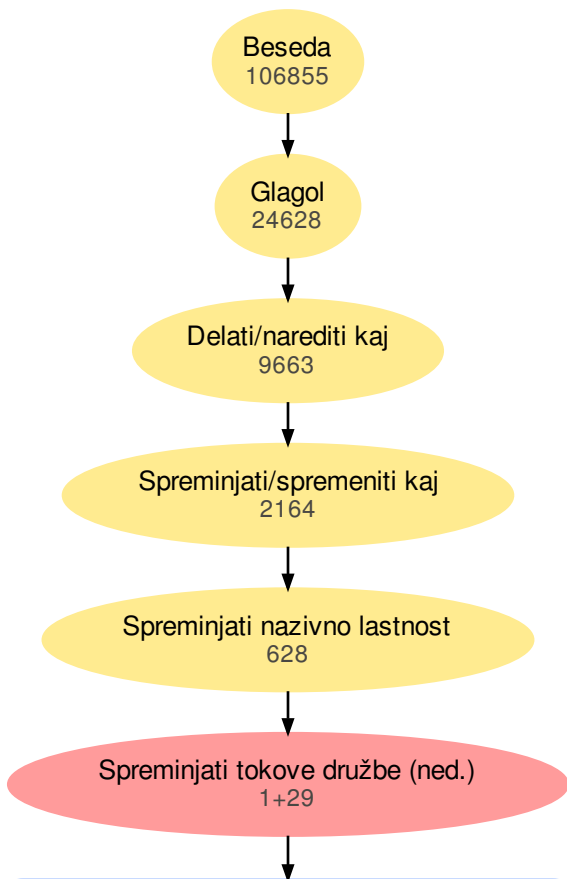 Beseda
106855
Glagol
24628
Delati/narediti kaj
9663
Spreminjati/spremeniti kaj
2164
Spreminjati nazivno lastnost
628
Spreminjati tokove družbe (ned.)
1+29